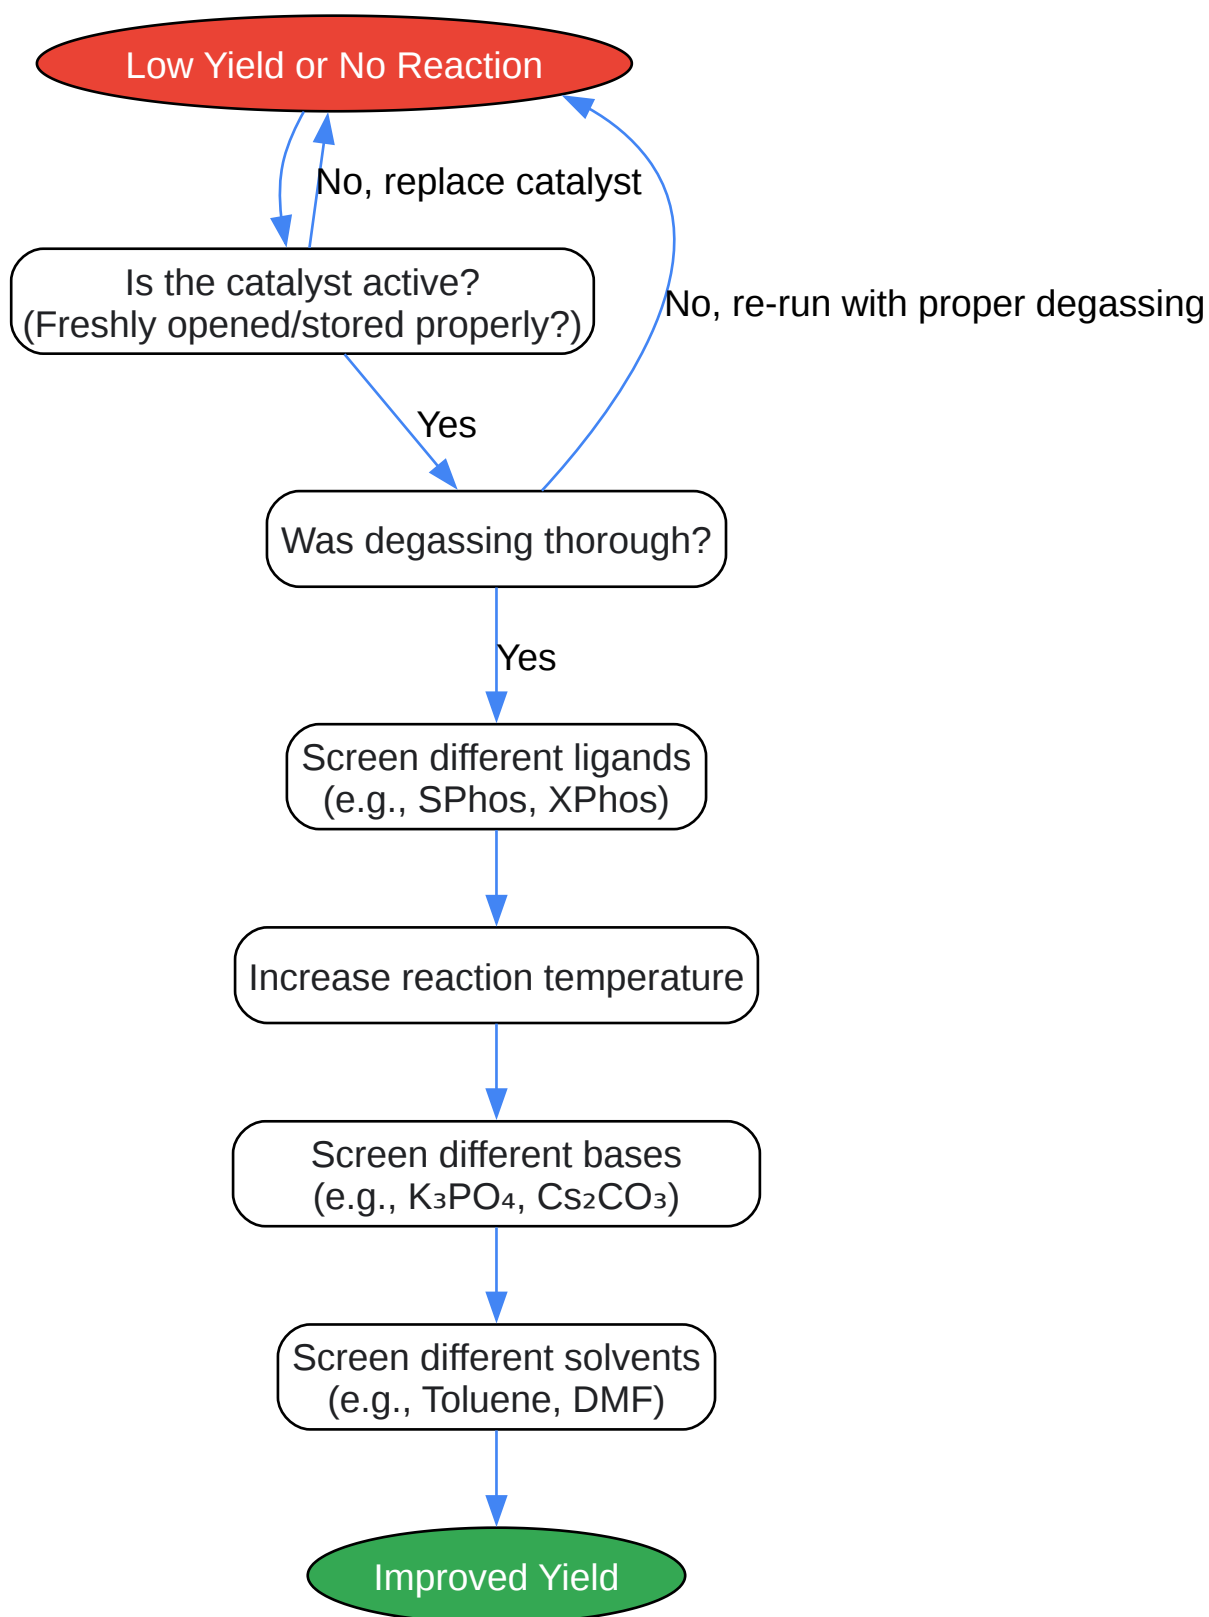 Low Yield or No Reaction
No, replace catalyst
Is the catalyst active?
(Freshly opened/stored properly?)
No, re-run with proper degassing
Yes
Was degassing thorough?
Yes
Screen different ligands
(e.g., SPhos, XPhos)
Increase reaction temperature
Screen different bases
(e.g., K₃PO₄, Cs₂CO₃)
Screen different solvents
(e.g., Toluene, DMF)
Improved Yield